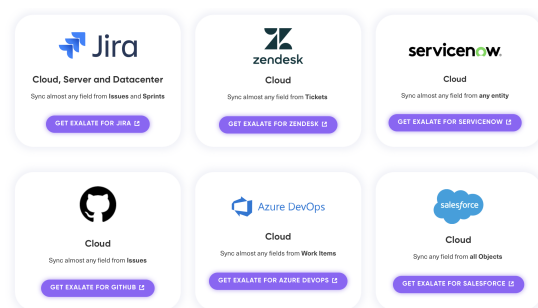 Jira
Cloud, Server and Datacenter
Sync almost any field from Issues and Sprints
GET EXALATE FOR JIRA
zendesk
Cloud
Sync almost any field from Tickets
GET EXALATE FOR ZENDESK
servicenow.
Cloud
Sync almost any field from any entity
GET EXALATE FOR SERVICENOW
Cloud
Sync almost any field from Issues
GET EXALATE FOR GITHUB
Azure DevOps
Cloud
Sync almost any fields from Work Items
GET EXALATE FOR AZURE DEVOPS
salesforce
Cloud
Sync any field from all Objects
GET EXALATE FOR SALESFORCE